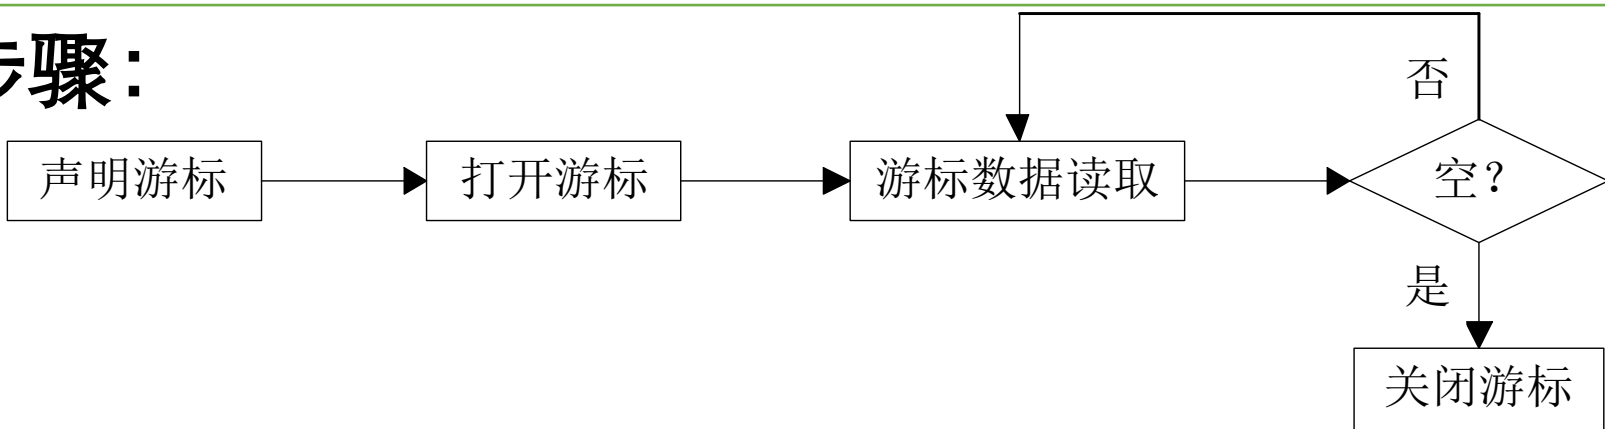 步骤：
否
声明游标
打开游标
游标数据读取
空?
是
关闭游标